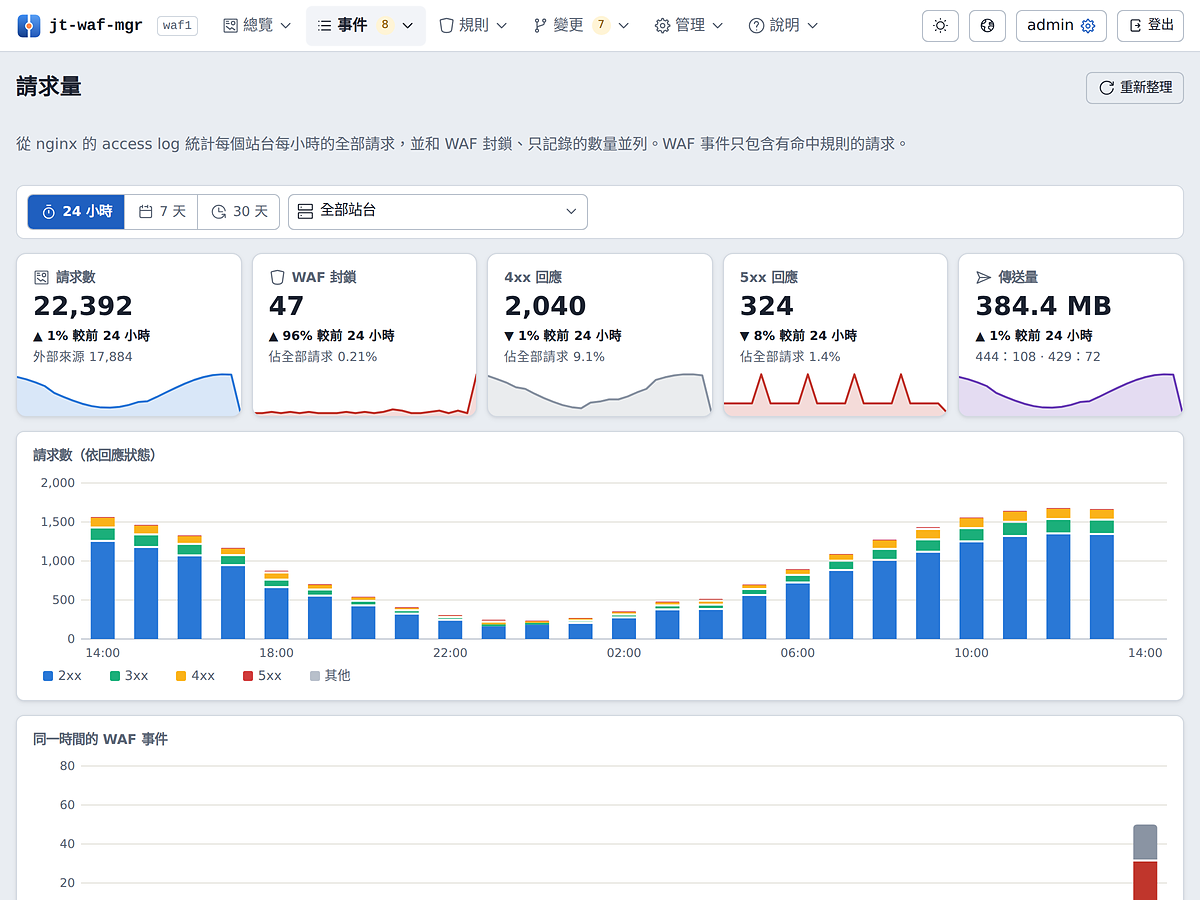 jt-waf-mgr waf1 總覽 事件 8 規則 變更 7 管理 說明 admin 登出
請求量
重新整理
從 nginx 的 access log 統計每個站台每小時的全部請求，並和 WAF 封鎖、只記錄的數量並列。WAF 事件只包含有命中規則的請求。
24 小時 7 天 30 天 全部站台
請求數
22,392
▲ 1% 較前 24 小時
外部來源 17,884
WAF 封鎖
47
▲ 96% 較前 24 小時
佔全部請求 0.21%
4xx 回應
2,040
▼ 1% 較前 24 小時
佔全部請求 9.1%
5xx 回應
324
▼ 8% 較前 24 小時
佔全部請求 1.4%
傳送量
384.4 MB
▲ 1% 較前 24 小時
444：108 · 429：72
請求數（依回應狀態）
2,000
1,500
1,000
500
0
14:00 18:00 22:00 02:00 06:00 10:00 14:00
2xx 3xx 4xx 5xx 其他
同一時間的 WAF 事件
80
60
40
20